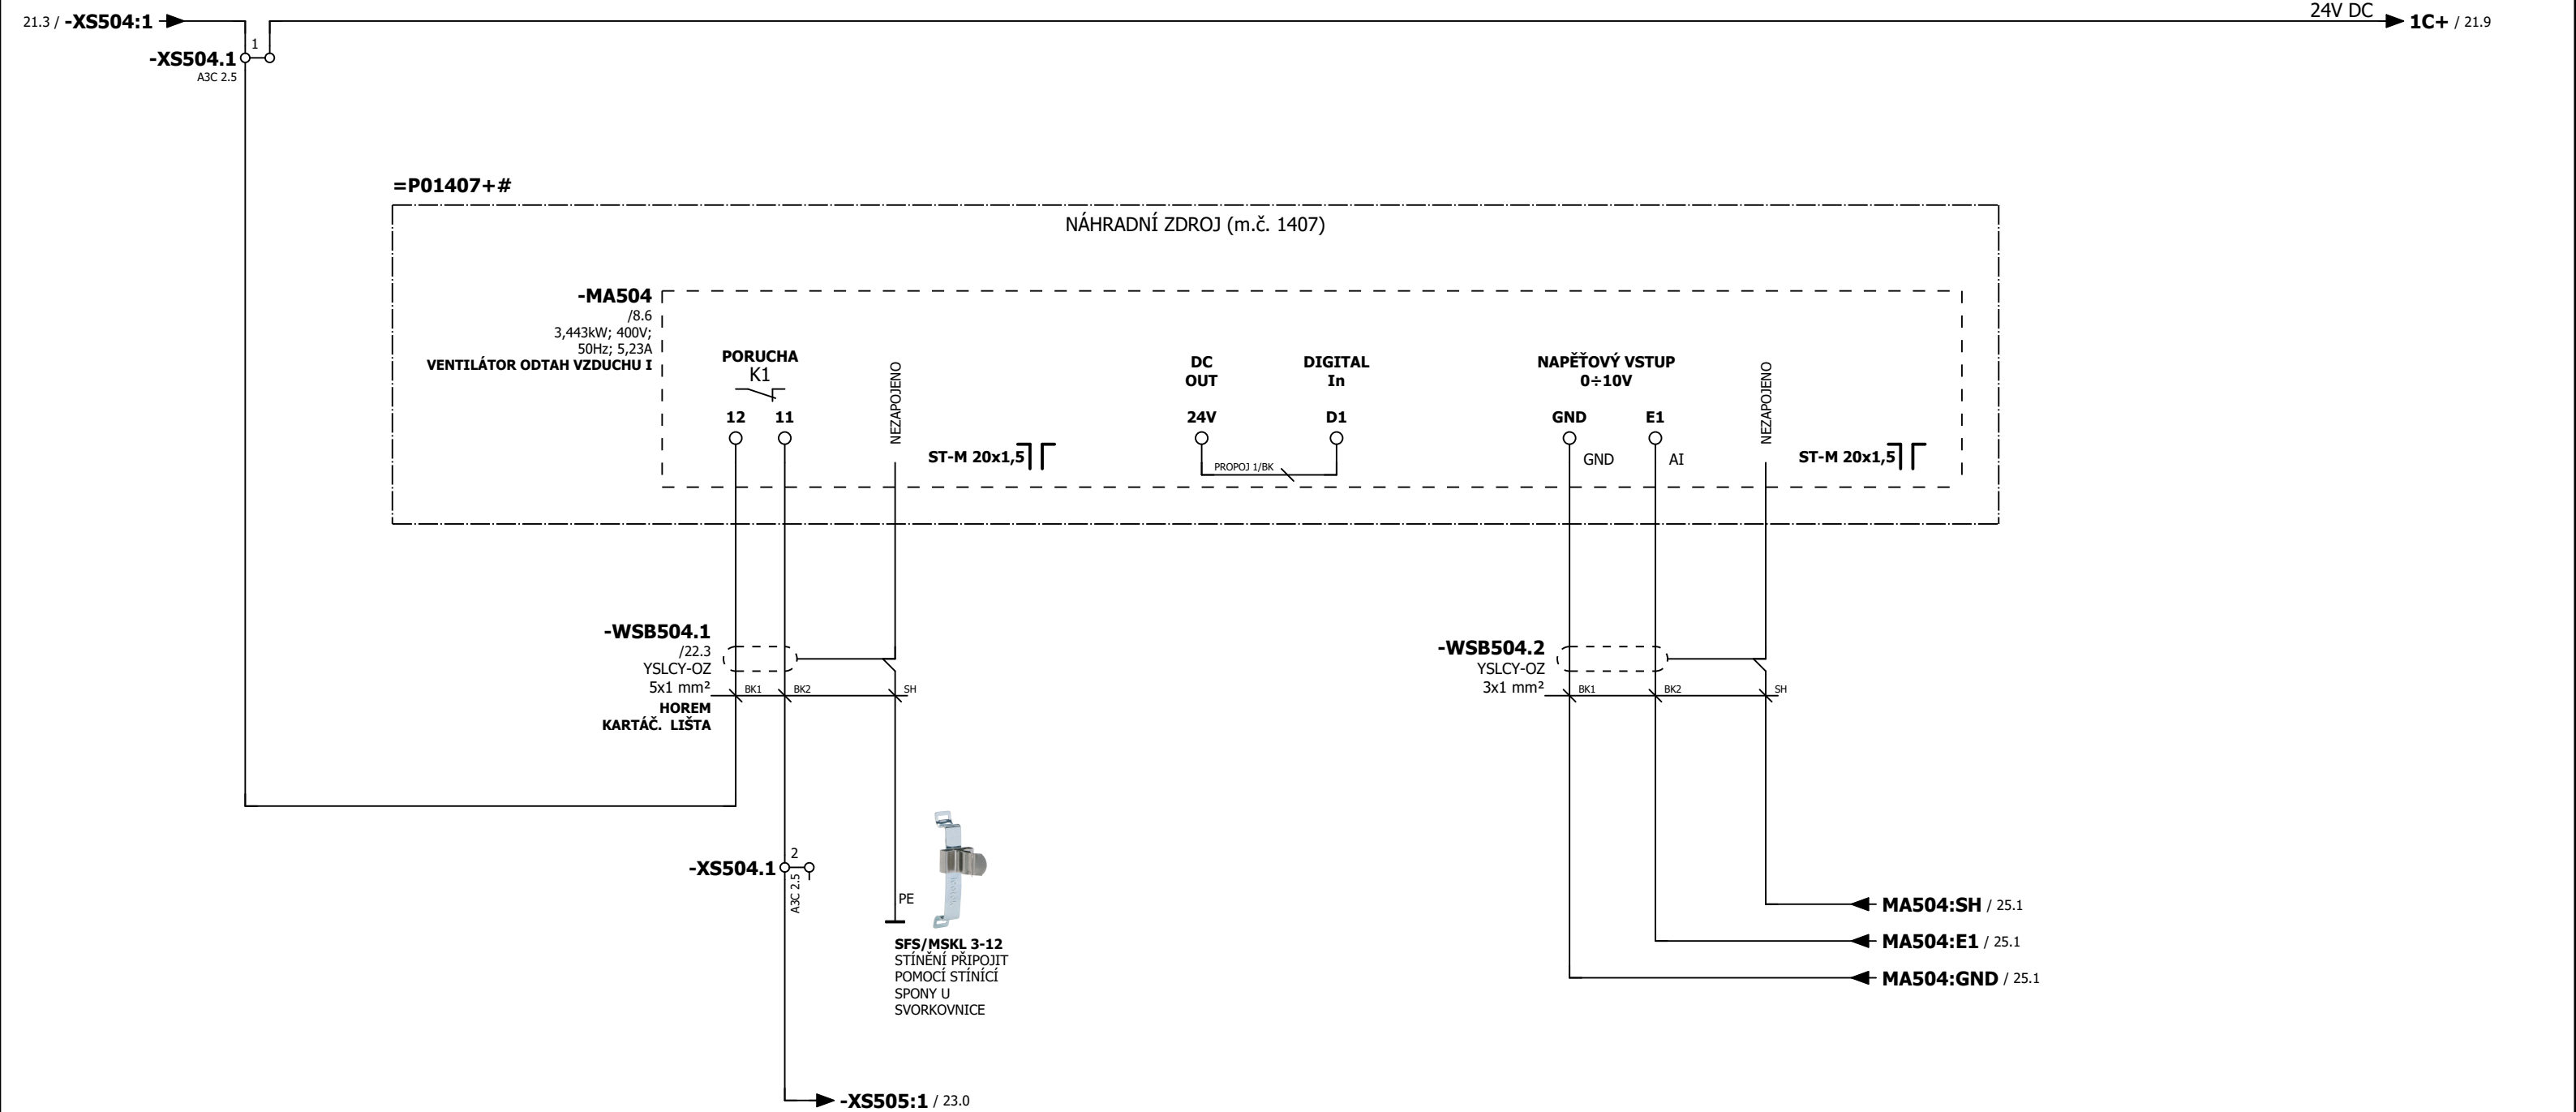 21.3 / -XS504:1
24V DC
1C+ / 21.9
1
-XS504.1
A3C 2.5
=P01407+#
NÁHRADNÍ ZDROJ (m.č. 1407)
-MA504
/8.6
3,443kW; 400V;
50Hz; 5,23A
VENTILÁTOR ODTAH VZDUCHU I
PORUCHA
K1
12 11
NEZAPOJENO
ST-M 20x1,5
DC
OUT
24V
DIGITAL
In
D1
PROPOJ 1/BK
NAPĚŤOVÝ VSTUP
0÷10V
GND E1
GND AI
NEZAPOJENO
ST-M 20x1,5
-WSB504.1
/22.3
YSLCY-OZ
5x1 mm²
HOREM
KARTÁČ. LIŠTA
BK1 BK2 SH
-WSB504.2
YSLCY-OZ
3x1 mm²
BK1 BK2 SH
2
-XS504.1
A3C 2.5
PE
SFS/MSKL 3-12
STÍNĚNÍ PŘIPOJIT
POMOCÍ STÍNÍCÍ
SPONY U
SVORKOVNICE
MA504:SH / 25.1
MA504:E1 / 25.1
MA504:GND / 25.1
-XS505:1 / 23.0